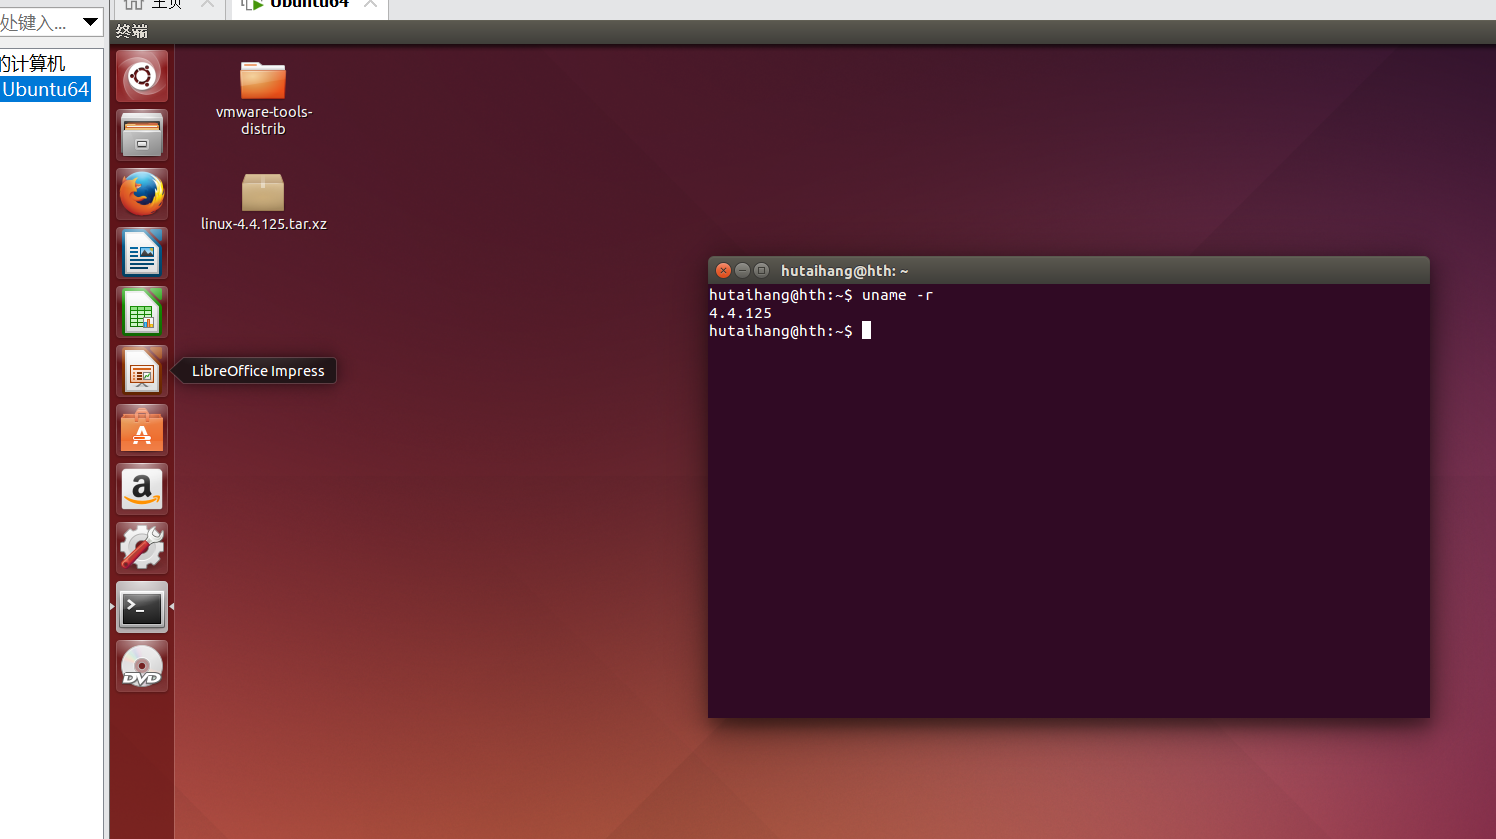 主页
Ubuntu64
处键入...
终端
的计算机
Ubuntu64
vmware-tools-
distrib
linux-4.4.125.tar.xz
hutaihang@hth: ~
hutaihang@hth:~$ uname -r
4.4.125
hutaihang@hth:~$
LibreOffice Impress
A
a
>_
DVD